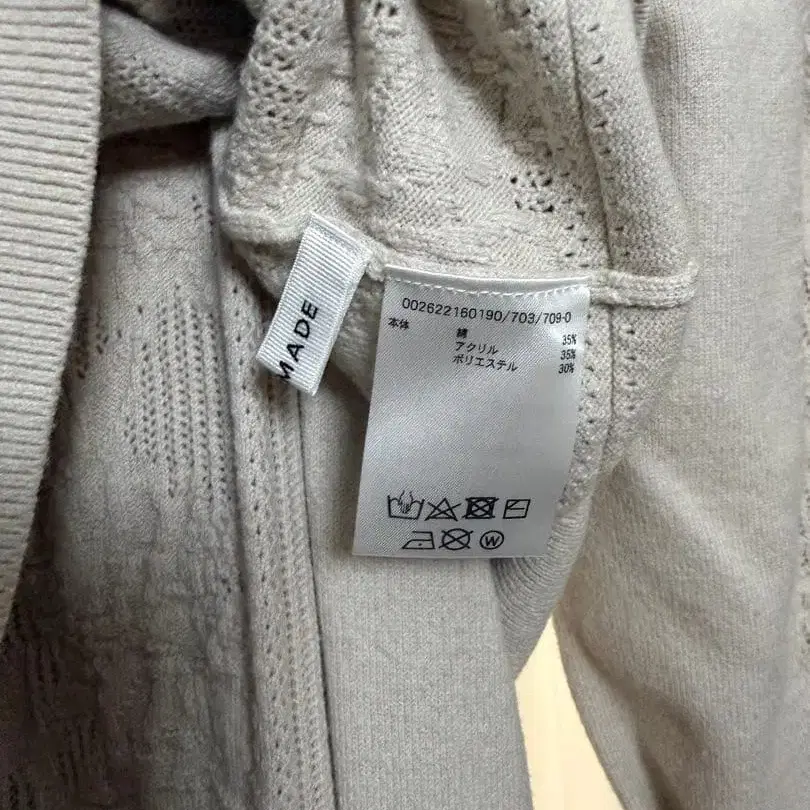 MADE
002622160190/703/709-0
本体 綿 35%
アクリル 35%
ポリエステル 30%
W